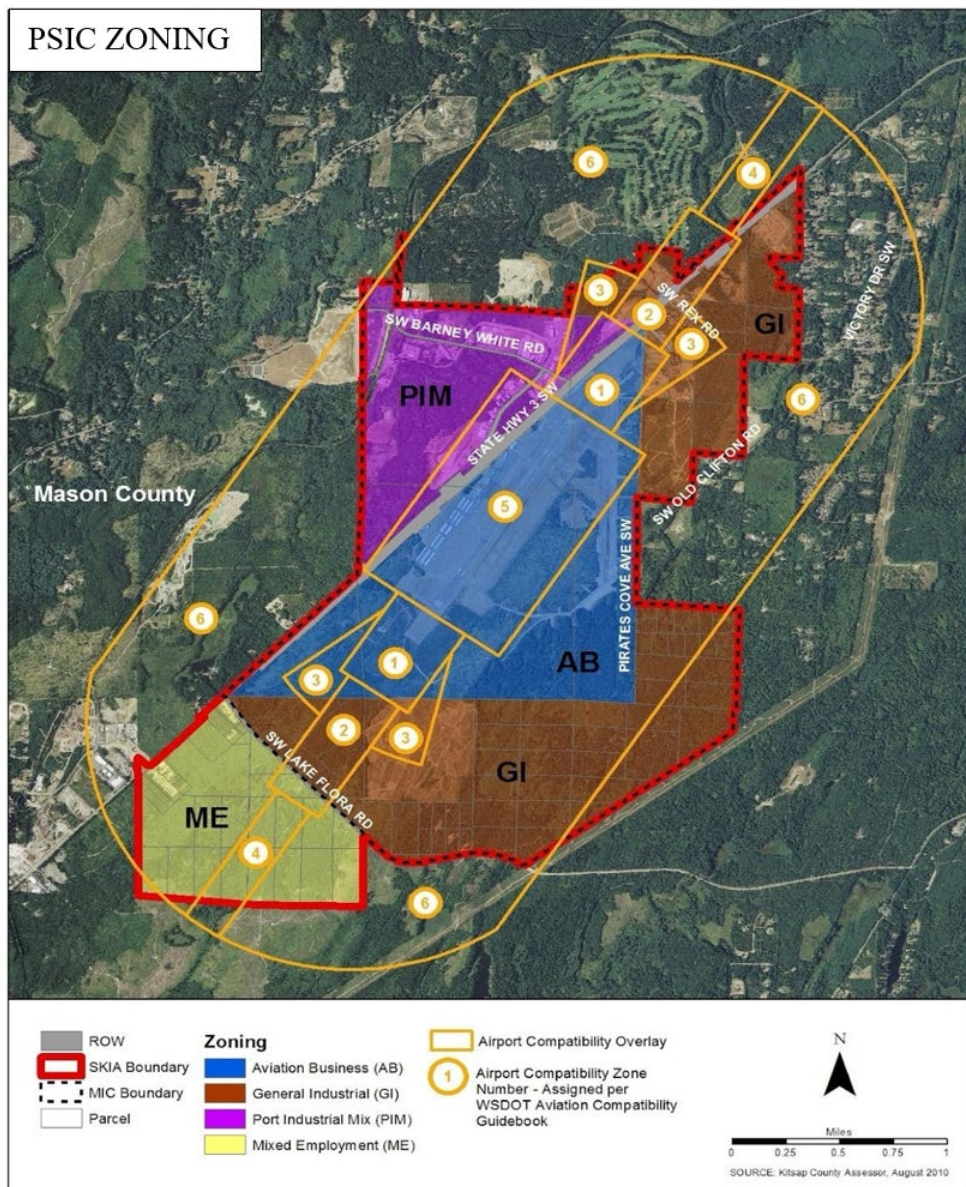 PSIC ZONING
6
4
VICTORY DR SW
3
SW REX RD
2
GI
SW BARNEY WHITE RD
3
PIM
1
6
STATE HWY 3 SW
SW OLD CLIFTON RD
Mason County
5
PIRATES COVE AVE SW
6
1
AB
3
2
3
SW LAKE FLORA RD
GI
ME
4
6
ROW
SKIA Boundary
MIC Boundary
Parcel
Zoning
Aviation Business (AB)
General Industrial (GI)
Port Industrial Mix (PIM)
Mixed Employment (ME)
Airport Compatibility Overlay
1
Airport Compatibility Zone
Number - Assigned per
WSDOT Aviation Compatibility
Guidebook
N
Miles
0 0.25 0.5 0.75 1
SOURCE: Kitsap County Assessor, August 2010